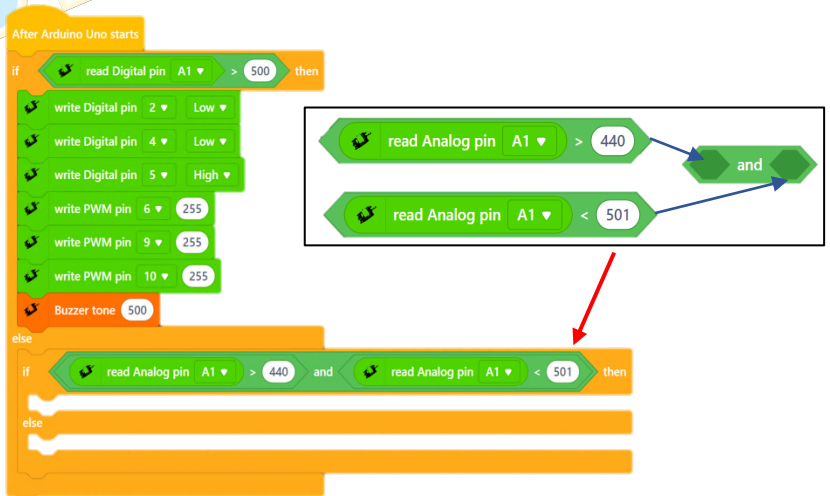 After Arduino Uno starts
if read Digital pin A1 > 500 then
write Digital pin 2 Low
write Digital pin 4 Low
write Digital pin 5 High
write PWM pin 6 255
write PWM pin 9 255
write PWM pin 10 255
Buzzer tone 500
else
if read Analog pin A1 > 440 and read Analog pin A1 < 501 then
else
read Analog pin A1 > 440
and
read Analog pin A1 < 501